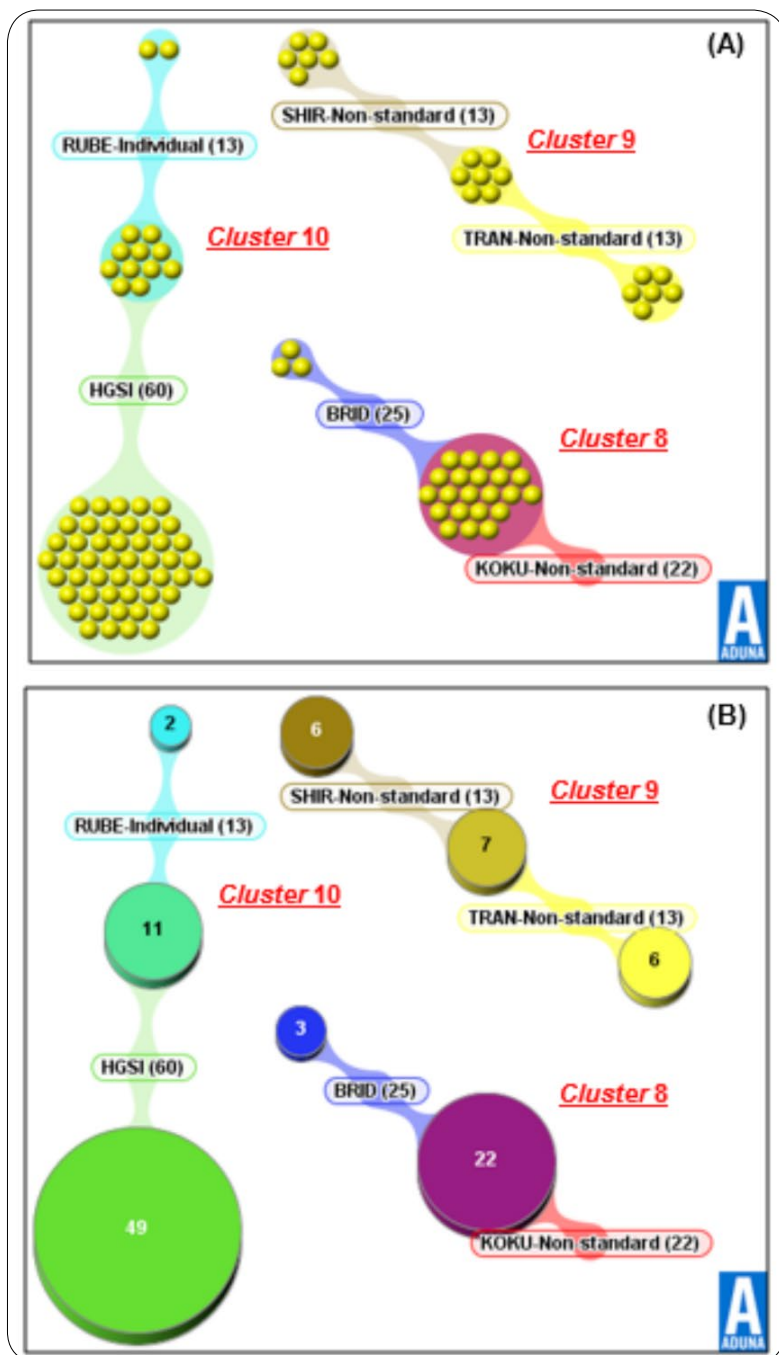 (A)
SHIR-Non-standard (13)
RUBE-Individual (13)
Cluster 9
Cluster 10
TRAN-Non-standard (13)
HGSI (60)
BRID (25)
Cluster 8
KOKU-Non-standard (22)
A
ADUNA
(B)
2
6
SHIR-Non-standard (13)
Cluster 9
RUBE-Individual (13)
7
Cluster 10
11
TRAN-Non-standard (13)
6
3
HGSI (60)
BRID (25)
Cluster 8
22
49
KOKU-Non-standard (22)
A
ADUNA